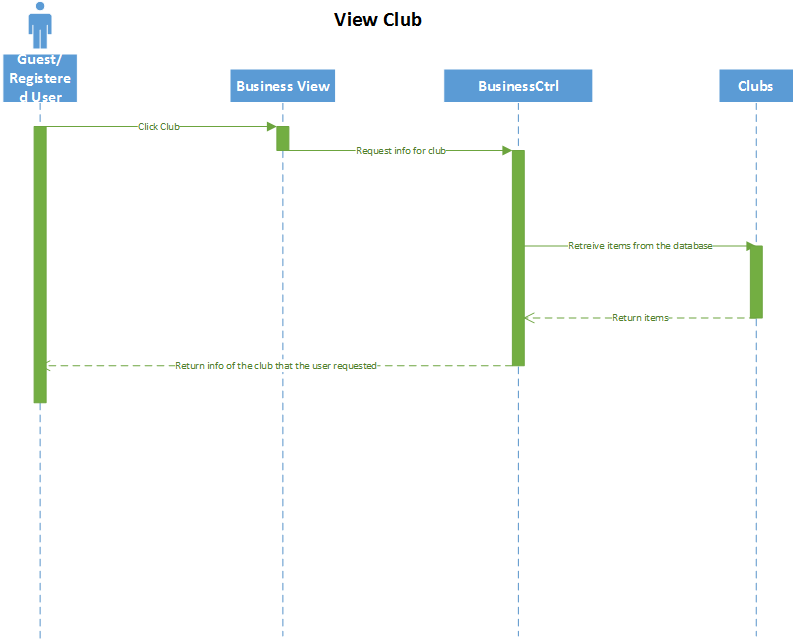 View Club
Guest/
Registere
d User
Business View
BusinessCtrl
Clubs
Click Club
Request info for club
Retreive items from the database
Return items
Return info of the club that the user requested